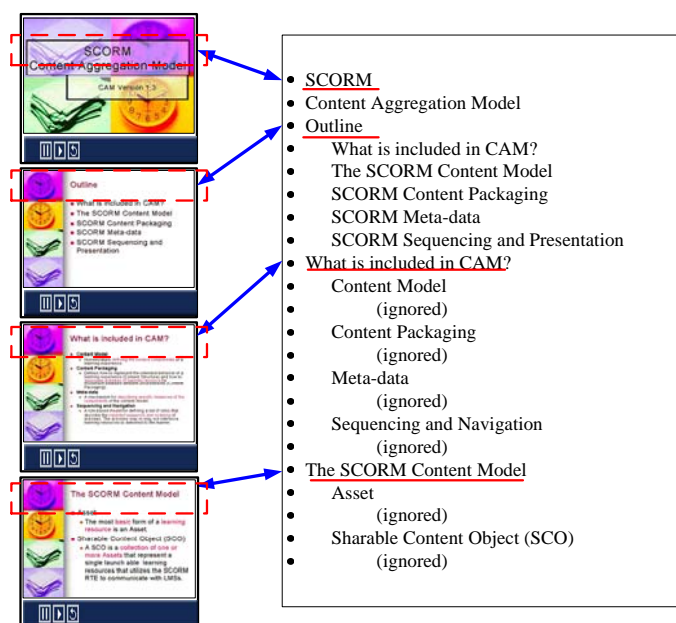 SCORM
Content Aggregation Model
CAM Version 1.3
Outline
What is included in CAM?
The SCORM Content Model
SCORM Content Packaging
SCORM Meta-data
SCORM Sequencing and
Presentation
What is included in CAM?
Content Model
Content Packaging
Meta-data
Sequencing and Navigation
The SCORM Content Model
Asset
The most basic form of a learning
resource is an Asset.
Sharable Content Object (SCO)
A SCO is a collection of one or
more Assets that represent a
single launch able learning
resources that utilizes the SCORM
RTE to communicate with LMSs.
SCORM
Content Aggregation Model
Outline
What is included in CAM?
The SCORM Content Model
SCORM Content Packaging
SCORM Meta-data
SCORM Sequencing and Presentation
What is included in CAM?
Content Model
(ignored)
Content Packaging
(ignored)
Meta-data
(ignored)
Sequencing and Navigation
(ignored)
The SCORM Content Model
Asset
(ignored)
Sharable Content Object (SCO)
(ignored)